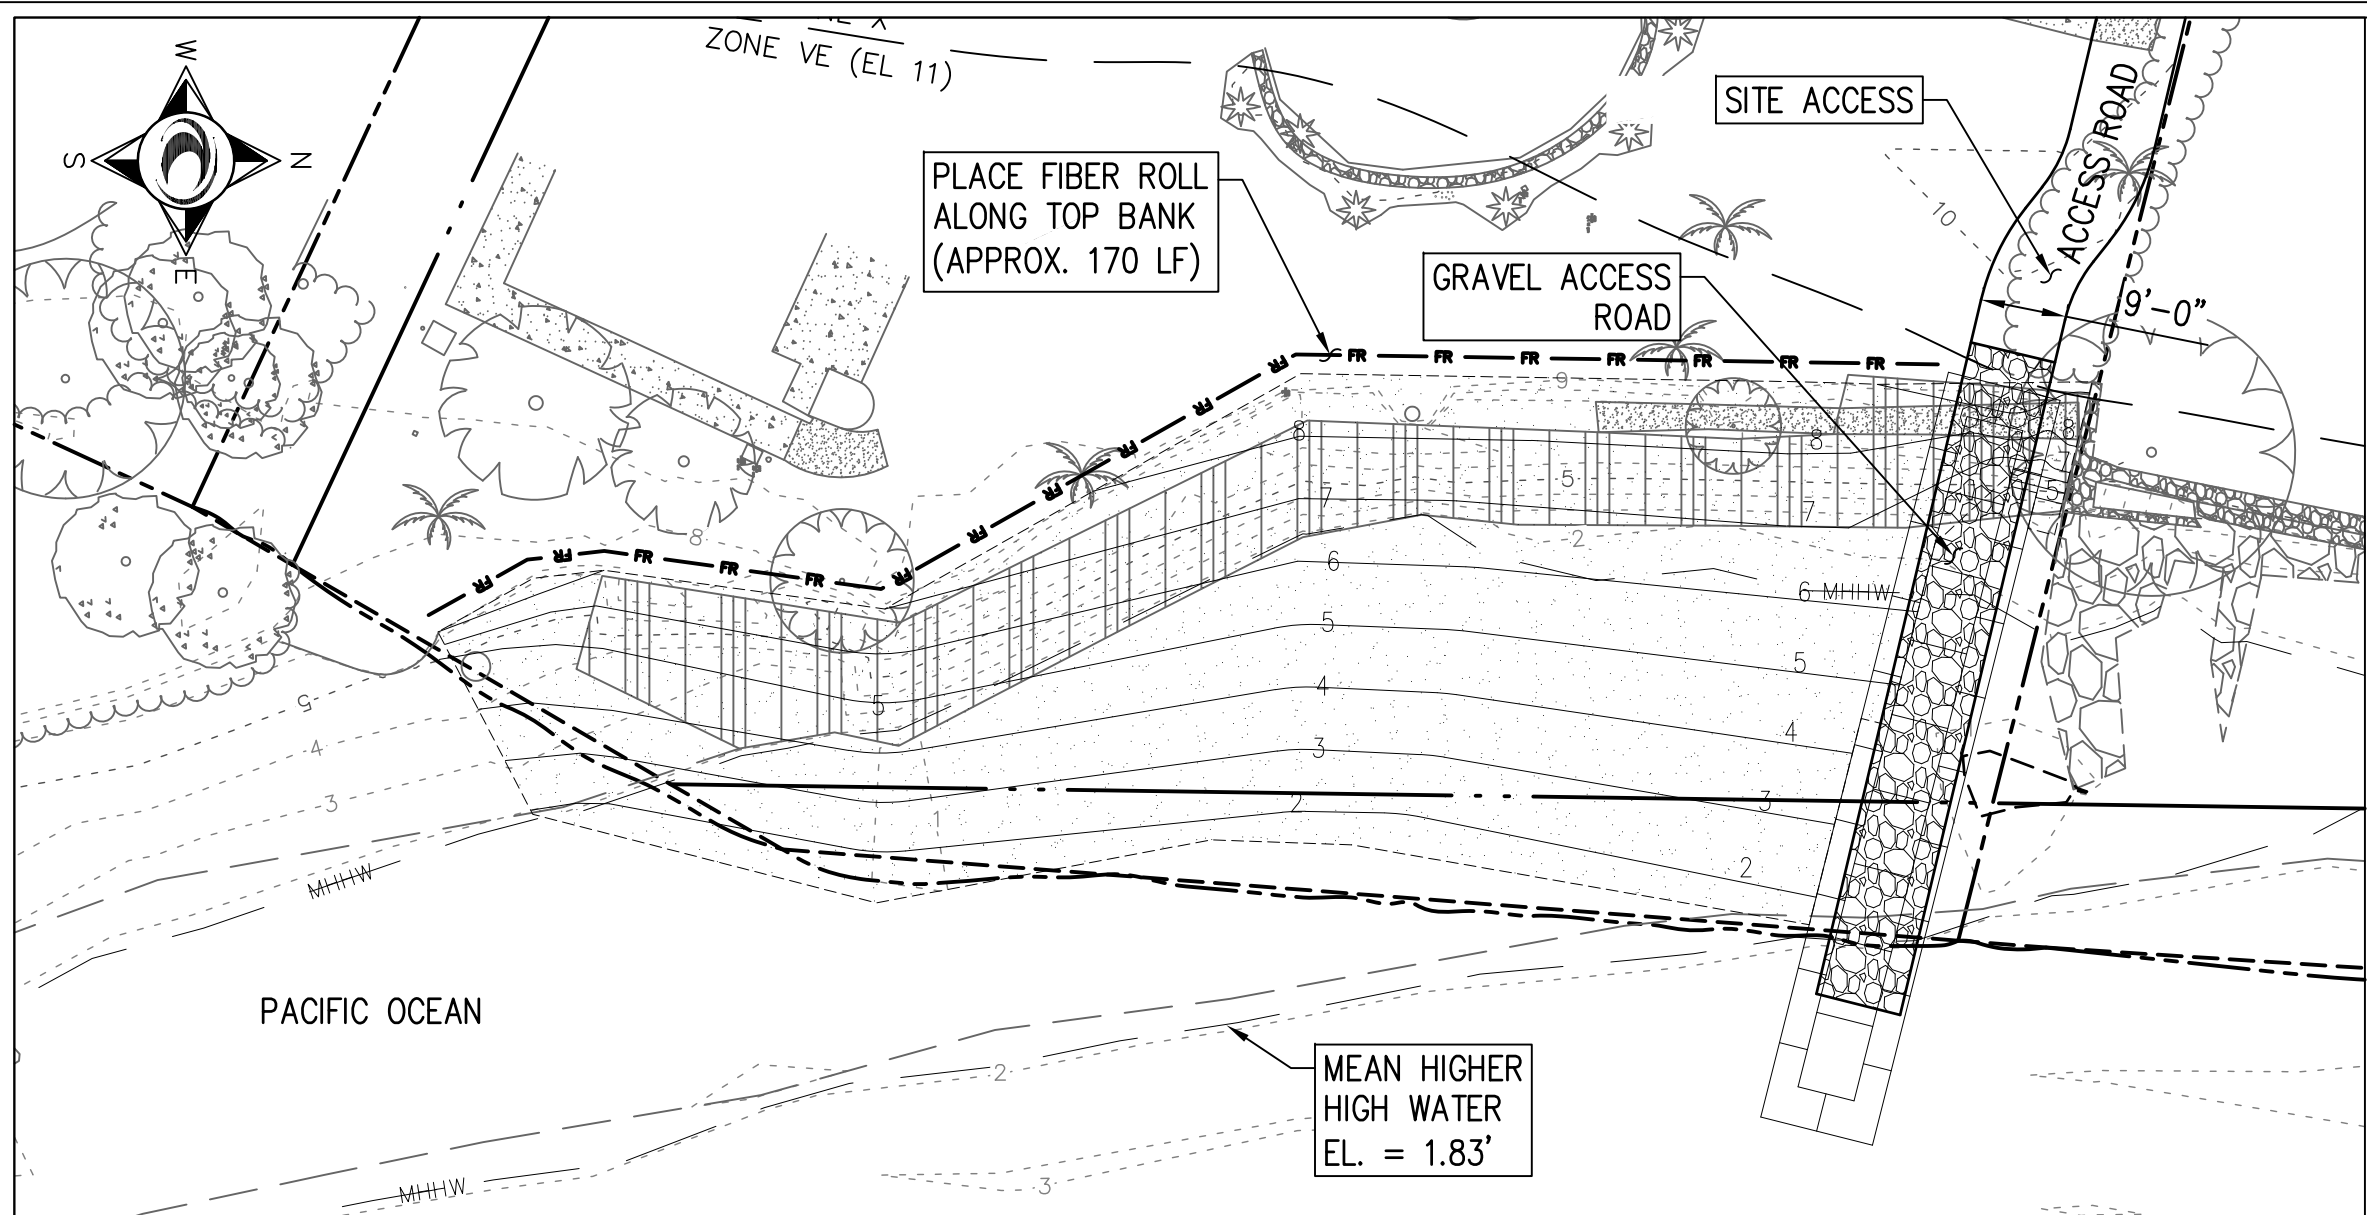 ZONE VE (EL 11)
W
S
N
E
SITE ACCESS
ACCESS ROAD
PLACE FIBER ROLL
ALONG TOP BANK
(APPROX. 170 LF)
10
GRAVEL ACCESS
ROAD
9'-0"
FR FR FR FR FR FR FR FR
9
FR
FR
FR
FR
FR
FR FR FR FR FR
8
8
8
8
7
5
7
5
2
6
6 MHHW
5
5
5
5
4
4
4
3
3
3
2
1
2
MHHW
PACIFIC OCEAN
MEAN HIGHER
HIGH WATER
EL. = 1.83'
2
3
MHHW